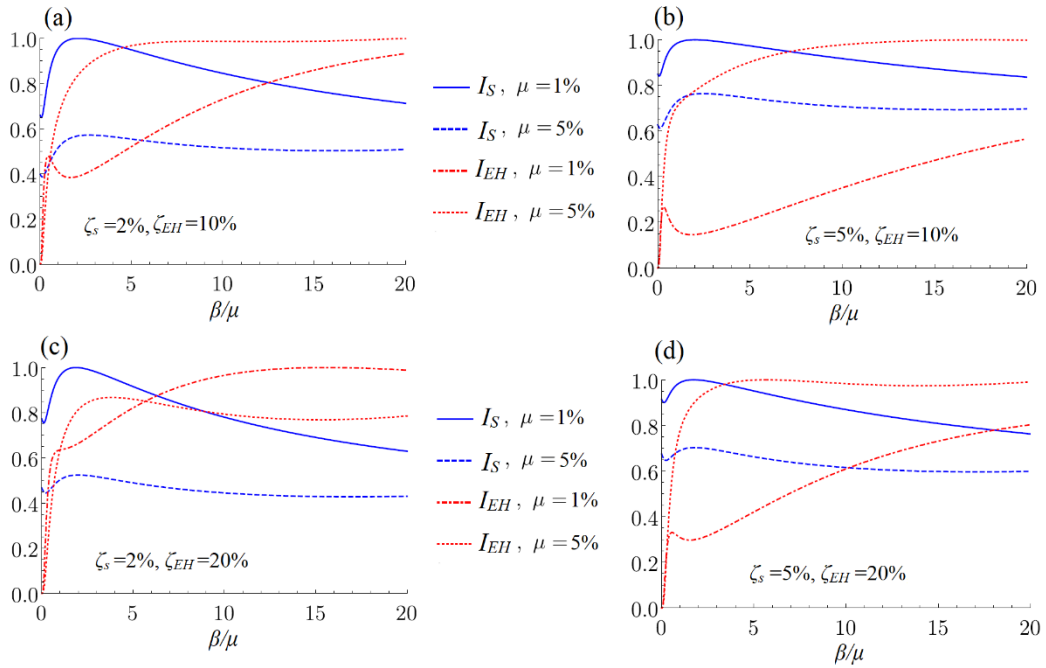 (a)
1.0
0.8
0.6
0.4
0.2
0.0
0 5 10 15 20
β/μ
ζs =2%, ζEH=10%
IS , μ = 1%
IS , μ = 5%
IEH , μ = 1%
IEH , μ = 5%
(b)
1.0
0.8
0.6
0.4
0.2
0.0
0 5 10 15 20
β/μ
ζs =5%, ζEH=10%
(c)
1.0
0.8
0.6
0.4
0.2
0.0
0 5 10 15 20
β/μ
ζs =2%, ζEH=20%
IS , μ = 1%
IS , μ = 5%
IEH , μ = 1%
IEH , μ = 5%
(d)
1.0
0.8
0.6
0.4
0.2
0.0
0 5 10 15 20
β/μ
ζs =5%, ζEH=20%